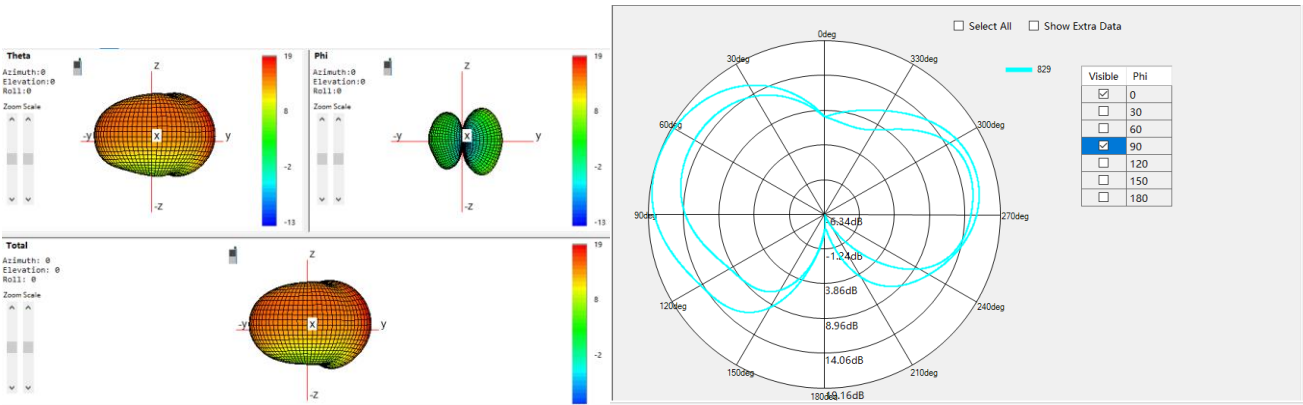 Theta
Azimuth:0
Elevation:0
Roll:0
Zoom Scale
z
-y
x
y
-z
19
8
-2
-13
Phi
Azimuth:0
Elevation:0
Roll:0
Zoom Scale
z
-y
x
y
-z
19
8
-2
-13
Total
Azimuth: 0
Elevation: 0
Roll: 0
Zoom Scale
z
-y
x
y
-z
19
8
-2
Select All Show Extra Data
829
Visible Phi
0
30
60
90
120
150
180
0deg
30deg 330deg
60deg 300deg
90deg 270deg
120deg 240deg
150deg 210deg
180deg
-6.34dB
-1.24dB
3.86dB
8.96dB
14.06dB
19.16dB